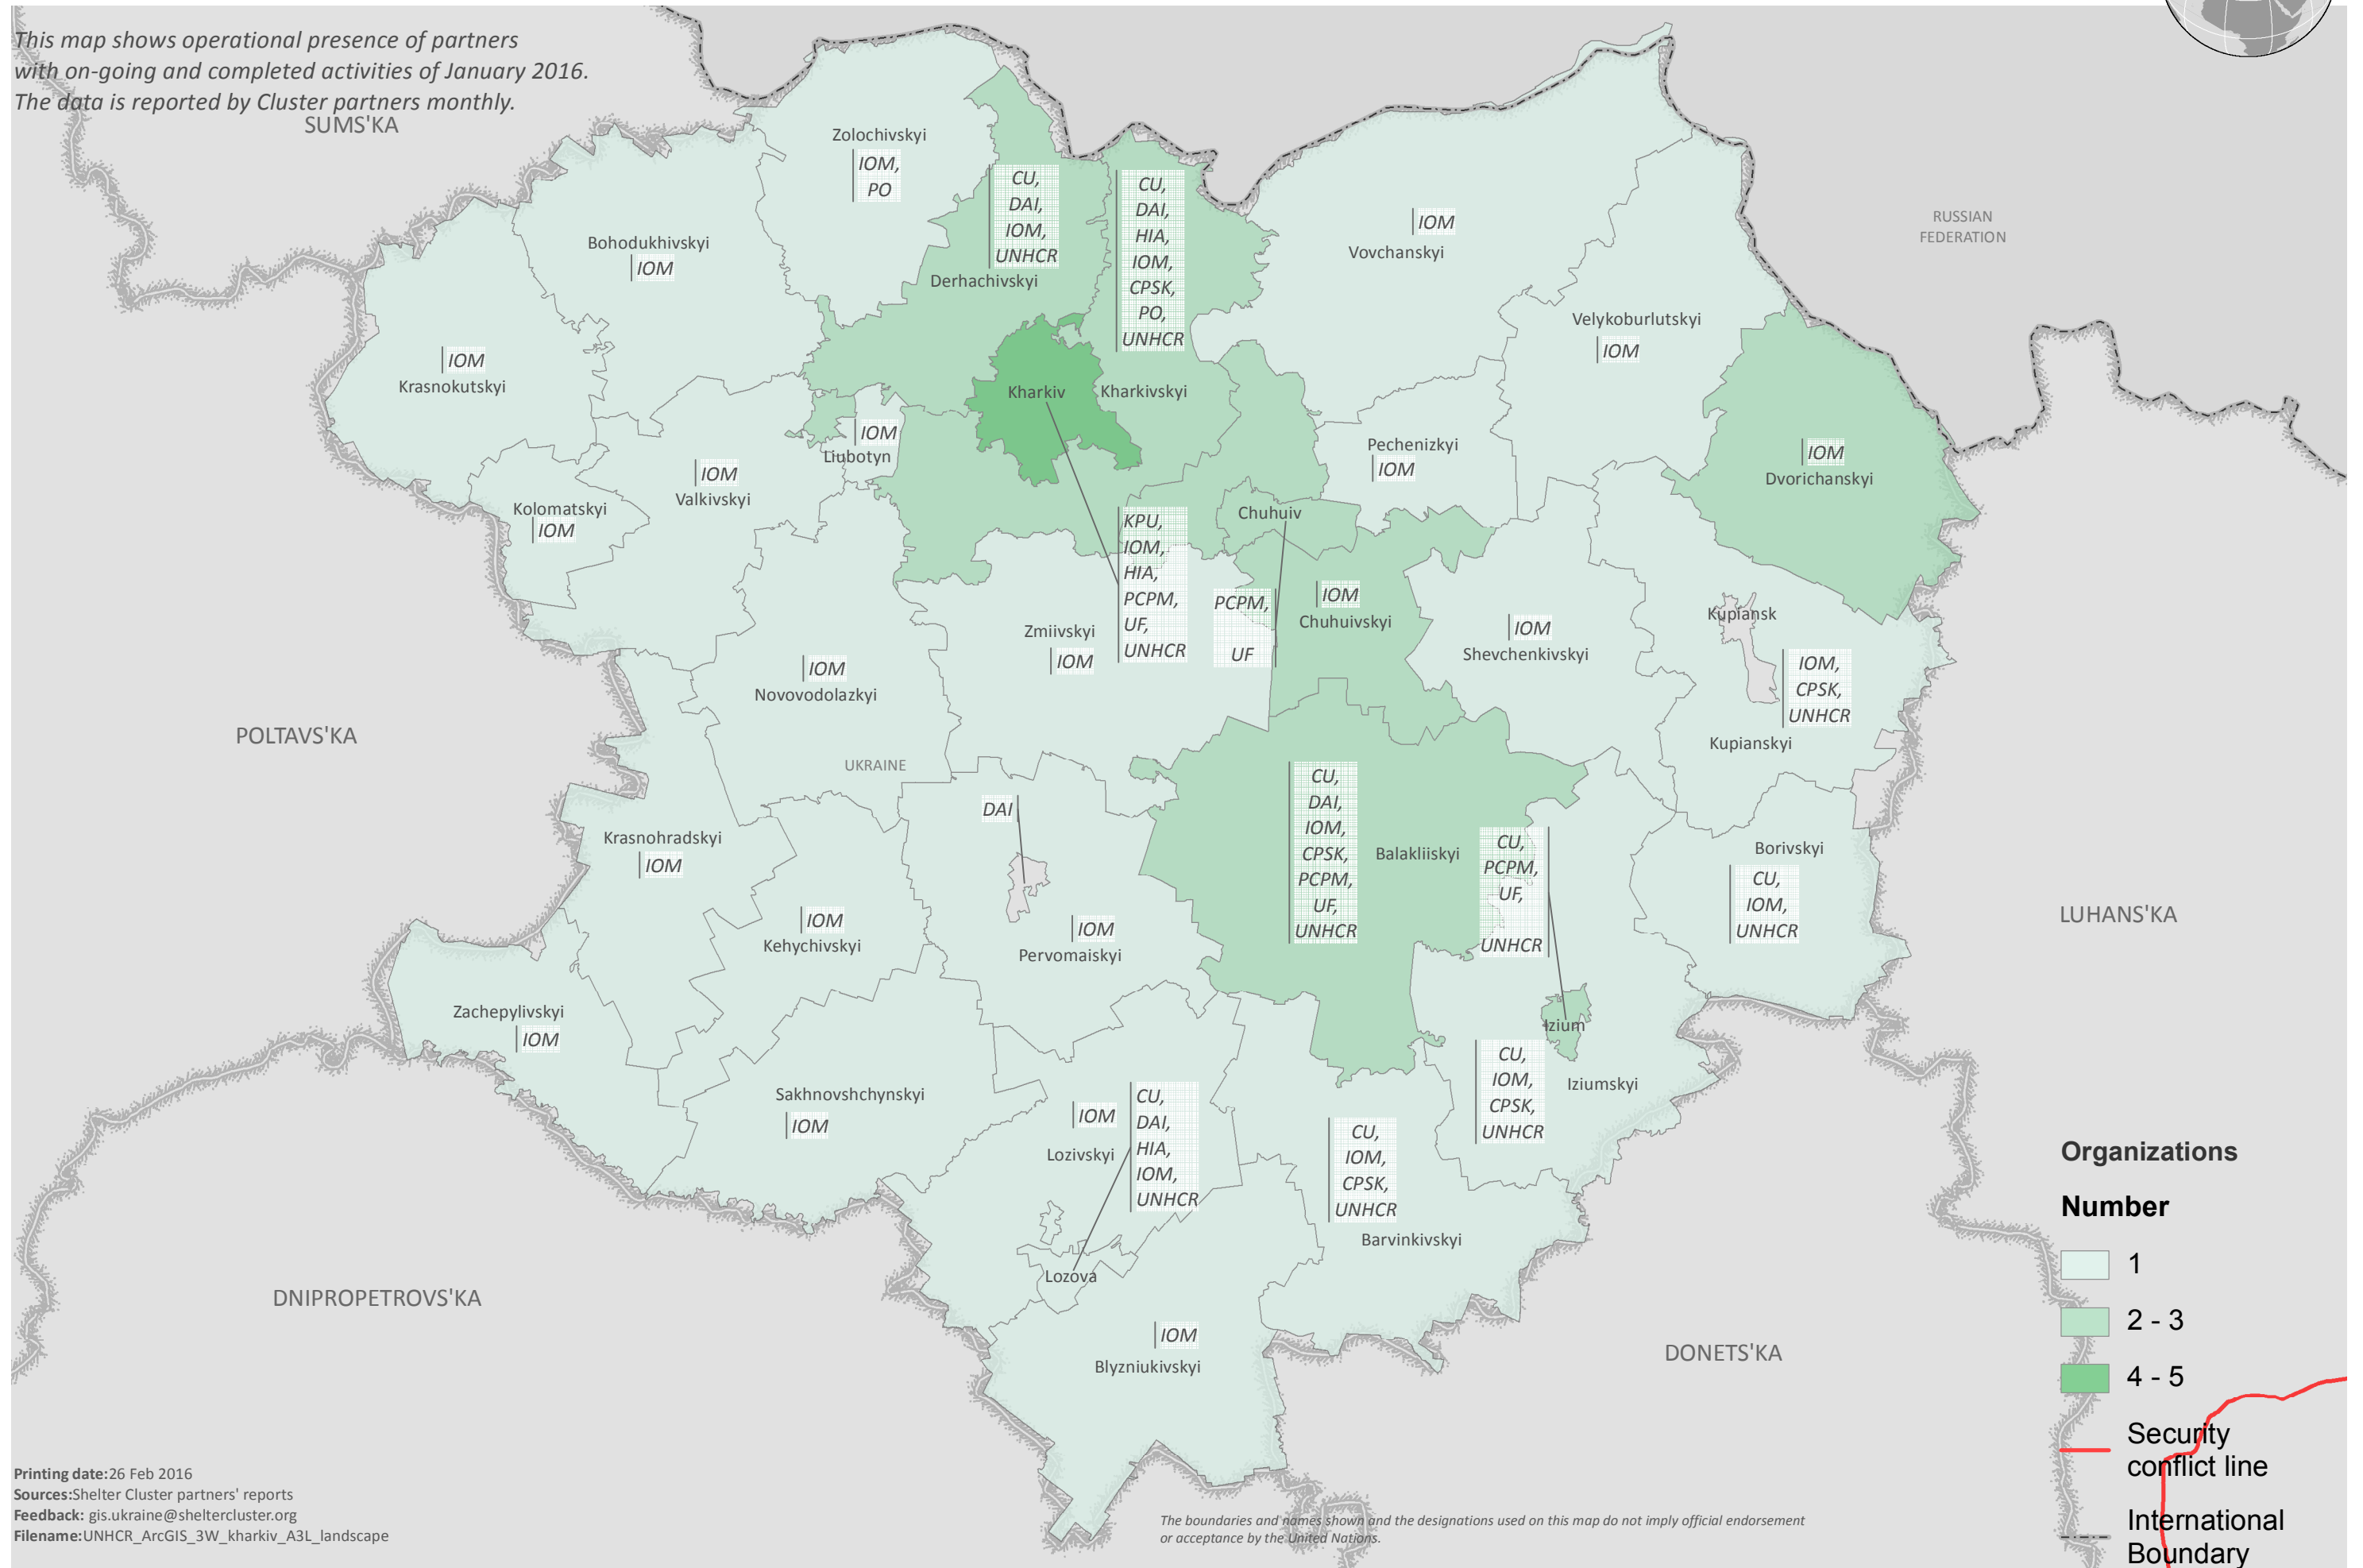 This map shows operational presence of partners
with on-going and completed activities of January 2016.
The data is reported by Cluster partners monthly.
SUMS'KA
Zolochivskyi
IOM,
PO
CU,
DAI,
IOM,
UNHCR
Derhachivskyi
CU,
DAI,
HIA,
IOM,
CPSK,
PO,
UNHCR
IOM
Vovchanskyi
RUSSIAN
FEDERATION
Bohodukhivskyi
IOM
Velykoburlutskyi
IOM
IOM
Krasnokutskyi
Kharkiv
Kharkivskyi
IOM
Liubotyn
Pechenizkyi
IOM
IOM
Dvorichanskyi
IOM
Valkivskyi
Kolomatskyi
IOM
Chuhuiv
KPU,
IOM,
HIA,
PCPM,
UF,
UNHCR
PCPM,
UF
IOM
Chuhuivskyi
Zmiivskyi
IOM
IOM
Shevchenkivskyi
Kupiansk
IOM,
CPSK,
UNHCR
Kupianskyi
IOM
Novovodolazkyi
POLTAVS'KA
UKRAINE
DAI
CU,
DAI,
IOM,
CPSK,
PCPM,
UF,
UNHCR
Balakliiskyi
CU,
PCPM,
UF,
UNHCR
Krasnohradskyi
IOM
Borivskyi
CU,
IOM,
UNHCR
LUHANS'KA
IOM
Kehychivskyi
IOM
Pervomaiskyi
Zachepylivskyi
IOM
Izium
CU,
IOM,
CPSK,
UNHCR
Iziumskyi
Sakhnovshchynskyi
IOM
IOM
Lozivskyi
CU,
DAI,
HIA,
IOM,
UNHCR
CU,
IOM,
CPSK,
UNHCR
Barvinkivskyi
Lozova
DNIPROPETROVS'KA
IOM
Blyzniukivskyi
DONETS'KA
Organizations
Number
1
2 - 3
4 - 5
Security
conflict line
International
Boundary
Printing date:26 Feb 2016
Sources:Shelter Cluster partners' reports
Feedback: gis.ukraine@sheltercluster.org
Filename:UNHCR_ArcGIS_3W_kharkiv_A3L_landscape
The boundaries and names shown and the designations used on this map do not imply official endorsement
or acceptance by the United Nations.